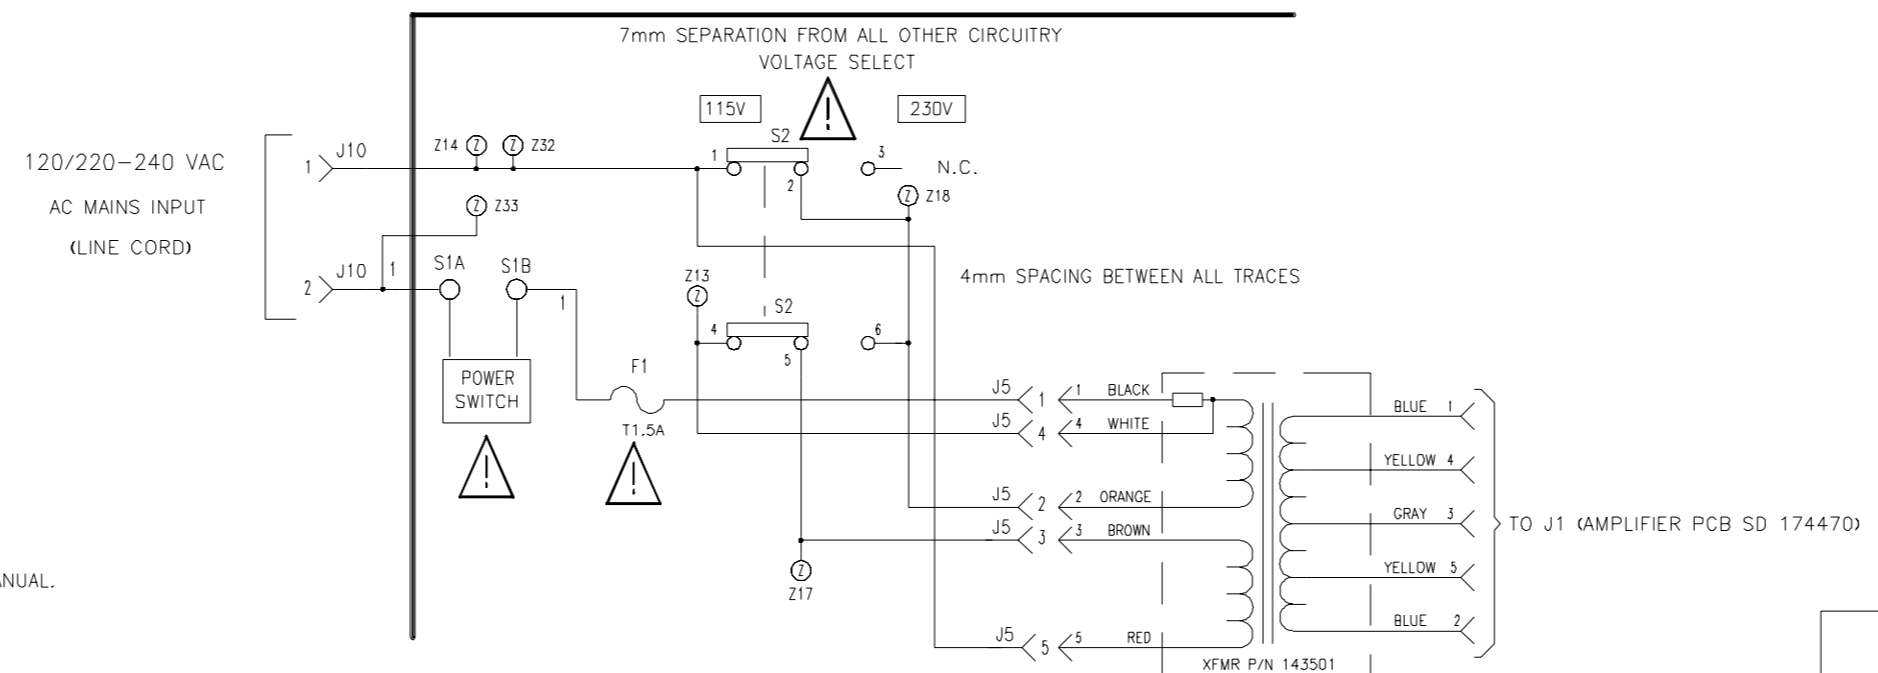 7mm SEPARATION FROM ALL OTHER CIRCUITRY
VOLTAGE SELECT
115V
230V
S2
120/220-240 VAC
AC MAINS INPUT
(LINE CORD)
1
J10
Z14
Z32
1
2
3
N.C.
Z33
Z18
2
J10
1
S1A
S1B
1
Z13
4mm SPACING BETWEEN ALL TRACES
S2
4
5
6
POWER
SWITCH
F1
T1.5A
J5
1
1
BLACK
J5
4
4
WHITE
J5
2
2
ORANGE
J5
3
3
BROWN
J5
5
5
RED
Z
Z
Z
Z
Z
Z
Z17
BLUE 1
YELLOW 4
GRAY 3
YELLOW 5
BLUE 2
TO J1 (AMPLIFIER PCB SD 174470)
XFMR P/N 143501
ANUAL.
!
!
!